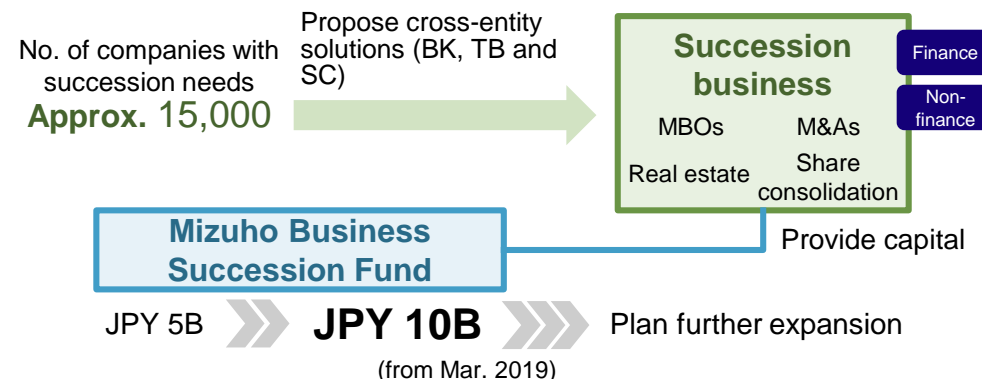 No. of companies with
succession needs
Approx. 15,000
Propose cross-entity
solutions (BK, TB and
SC)
Succession
business
MBOs
M&As
Real estate
Share
consolidation
Finance
Non-
finance
Mizuho Business
Succession Fund
Provide capital
JPY 5B
JPY 10B
(from Mar. 2019)
Plan further expansion